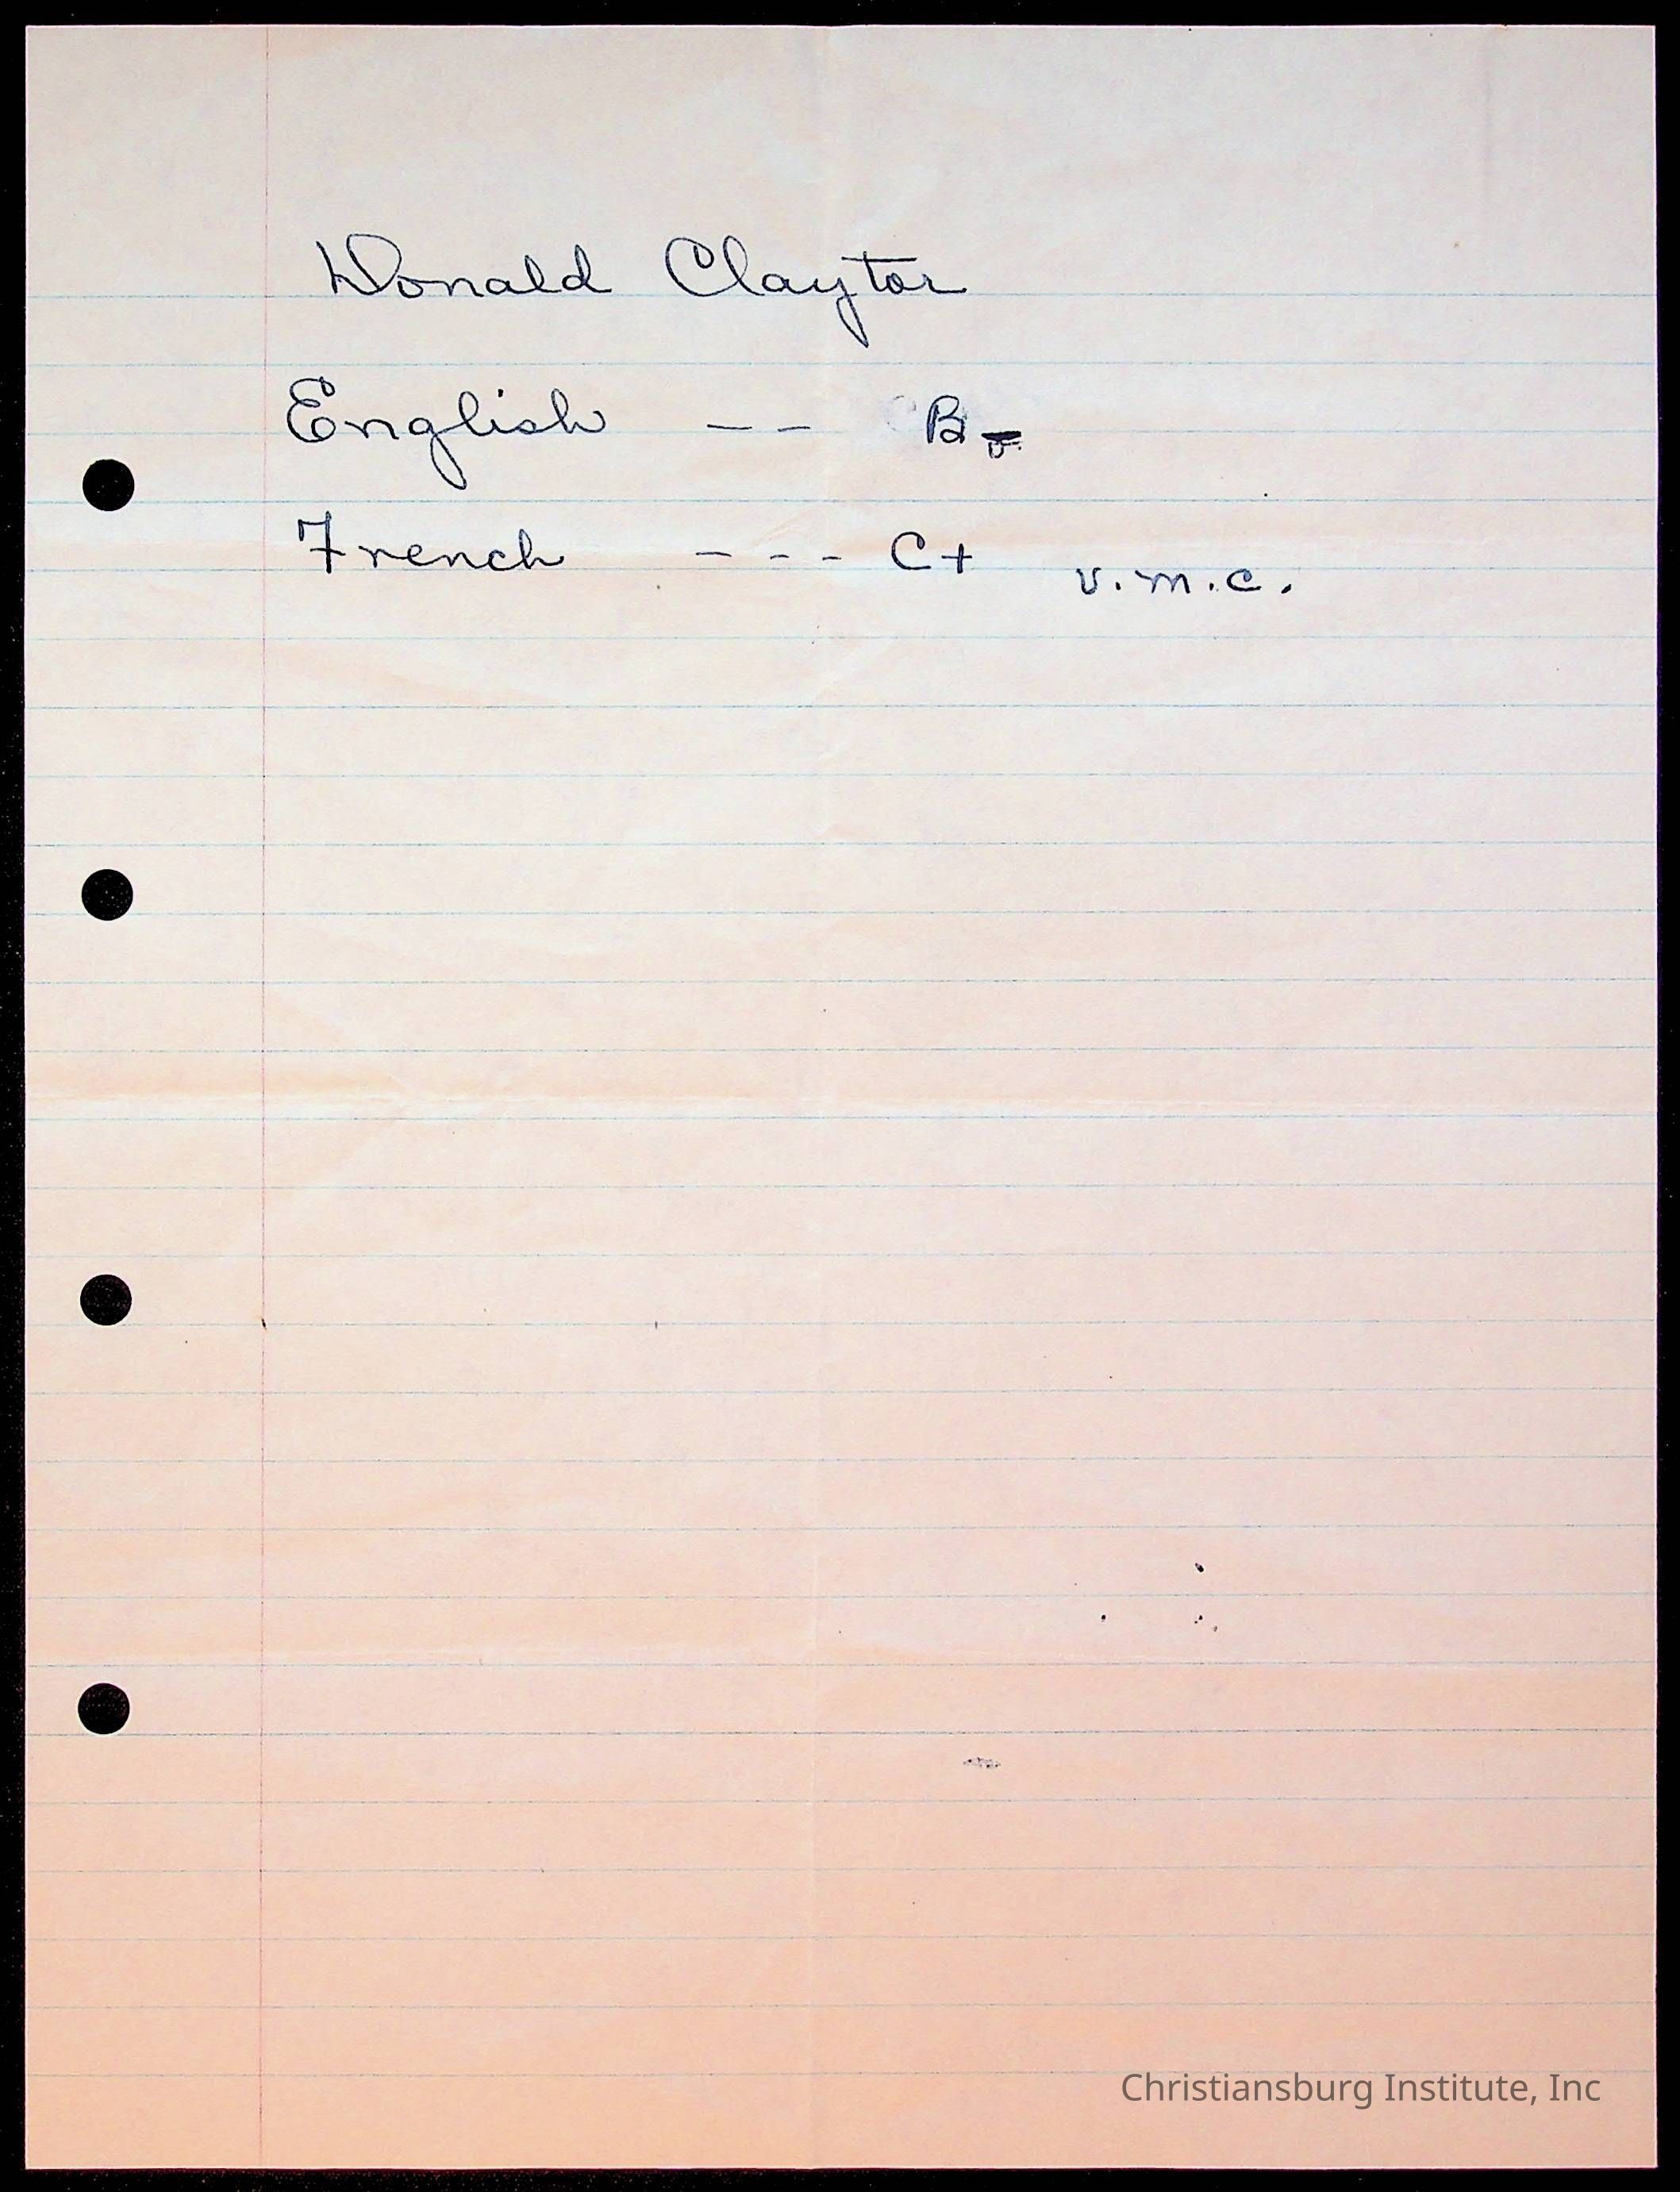 Donald Claytor
English -- B
French --- C+ v.m.c.
Christiansburg Institute, Inc